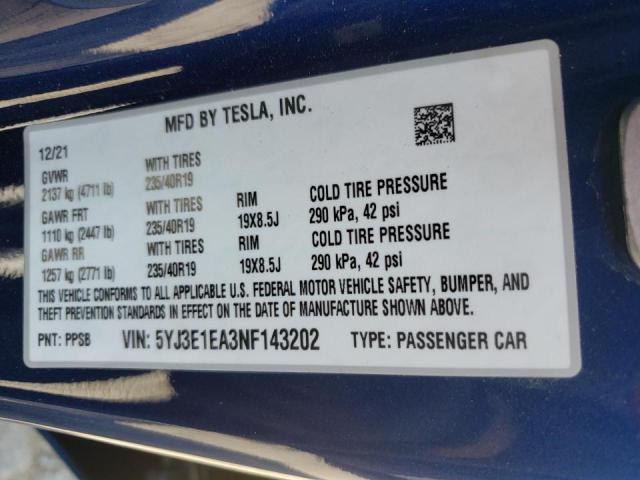 MFD BY TESLA, INC.
12/21
GVWR WITH TIRES
2137 kg (4711 lb) 235/40R19
GAWR FRT WITH TIRES RIM COLD TIRE PRESSURE
1110 kg (2447 lb) 235/40R19 19X8.5J 290 kPa, 42 psi
GAWR RR WITH TIRES RIM COLD TIRE PRESSURE
1257 kg (2771 lb) 235/40R19 19X8.5J 290 kPa, 42 psi
THIS VEHICLE CONFORMS TO ALL APPLICABLE U.S. FEDERAL MOTOR VEHICLE SAFETY, BUMPER, AND
THEFT PREVENTION STANDARDS IN EFFECT ON THE DATE OF MANUFACTURE SHOWN ABOVE.
PNT: PPSB VIN: 5YJ3E1EA3NF143202 TYPE: PASSENGER CAR